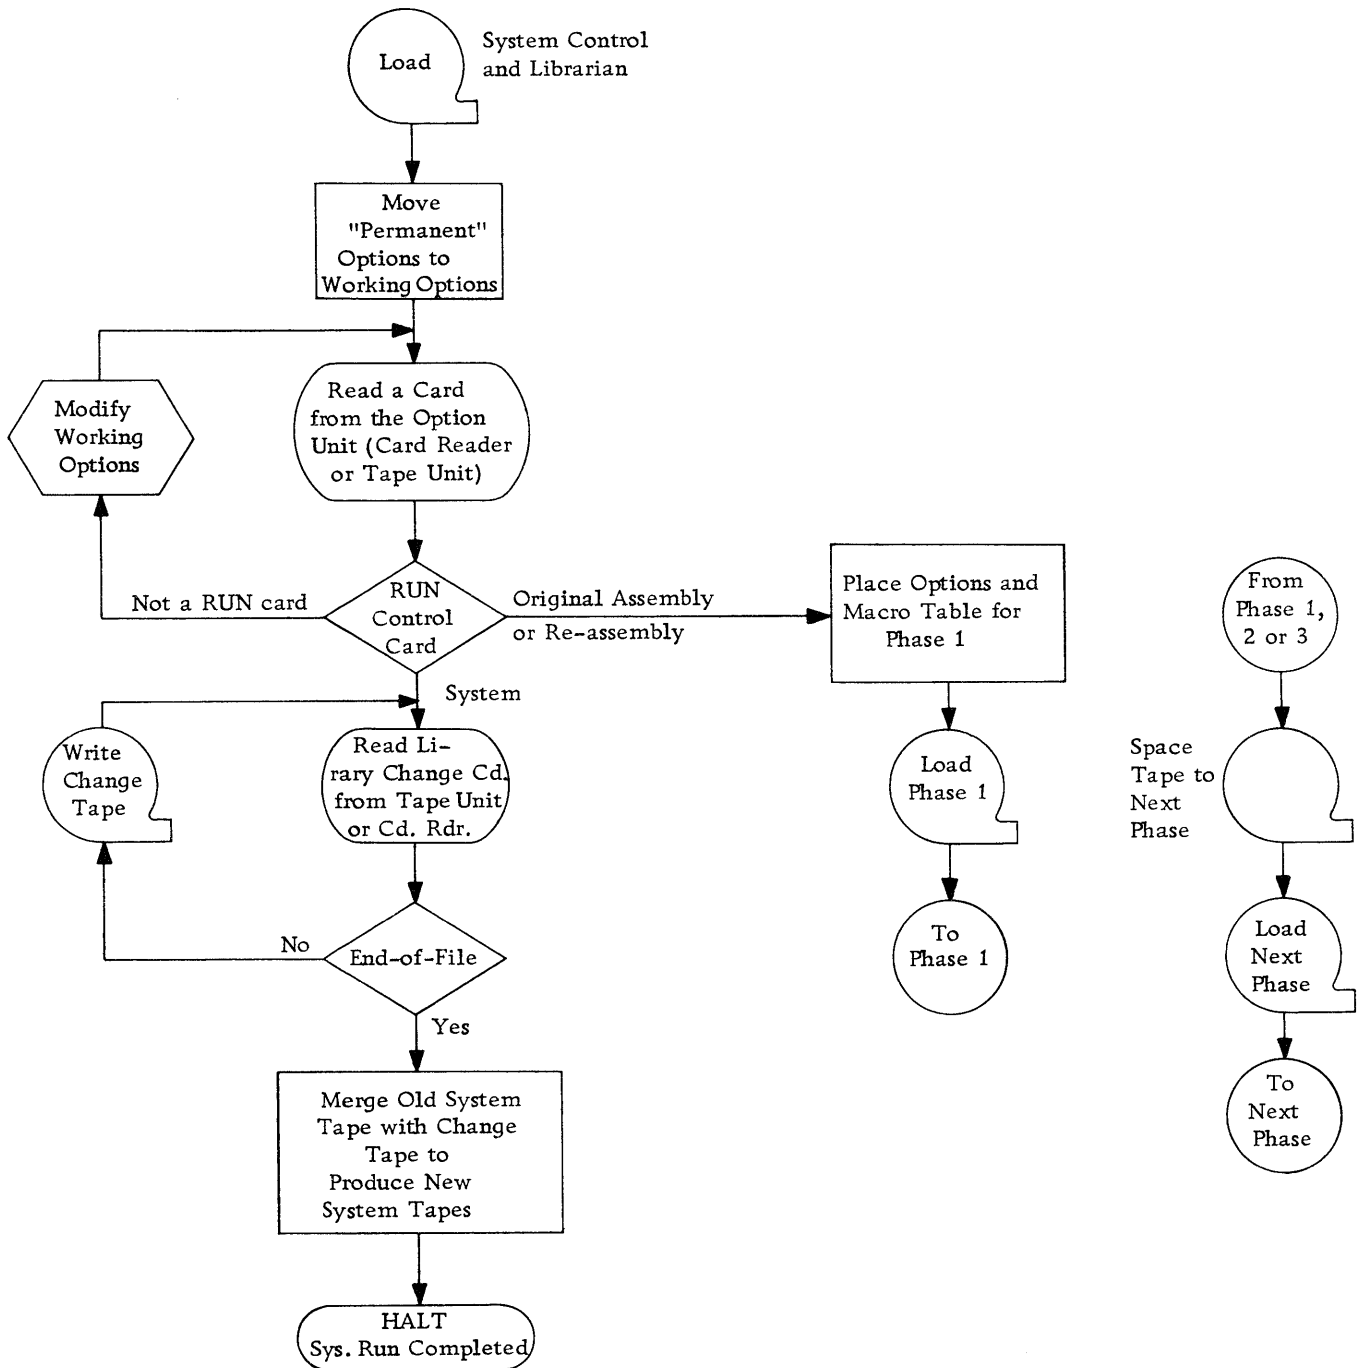 Load
System Control
and Librarian
Move
"Permanent"
Options to
Working Options
Read a Card
from the Option
Unit (Card Reader
or Tape Unit)
Modify
Working
Options
Not a RUN card
RUN
Control
Card
Original Assembly
or Re-assembly
Place Options and
Macro Table for
Phase 1
From
Phase 1,
2 or 3
System
Write
Change
Tape
Read Li-
rary Change Cd.
from Tape Unit
or Cd. Rdr.
Load
Phase 1
Space
Tape to
Next
Phase
No
End-of-File
Yes
To
Phase 1
Load
Next
Phase
Merge Old System
Tape with Change
Tape to
Produce New
System Tapes
To
Next
Phase
HALT
Sys. Run Completed